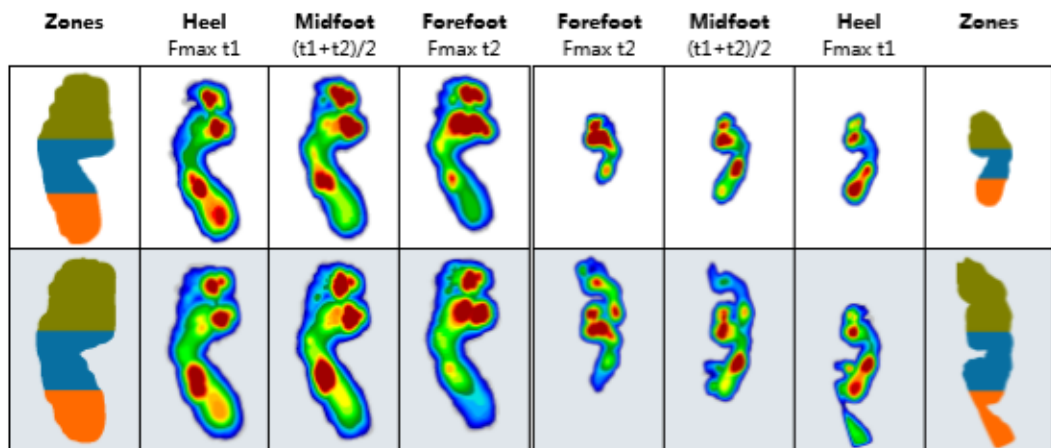 Zones Heel Midfoot Forefoot Forefoot Midfoot Heel Zones
Fmax t1 (t1+t2)/2 Fmax t2 Fmax t2 (t1+t2)/2 Fmax t1